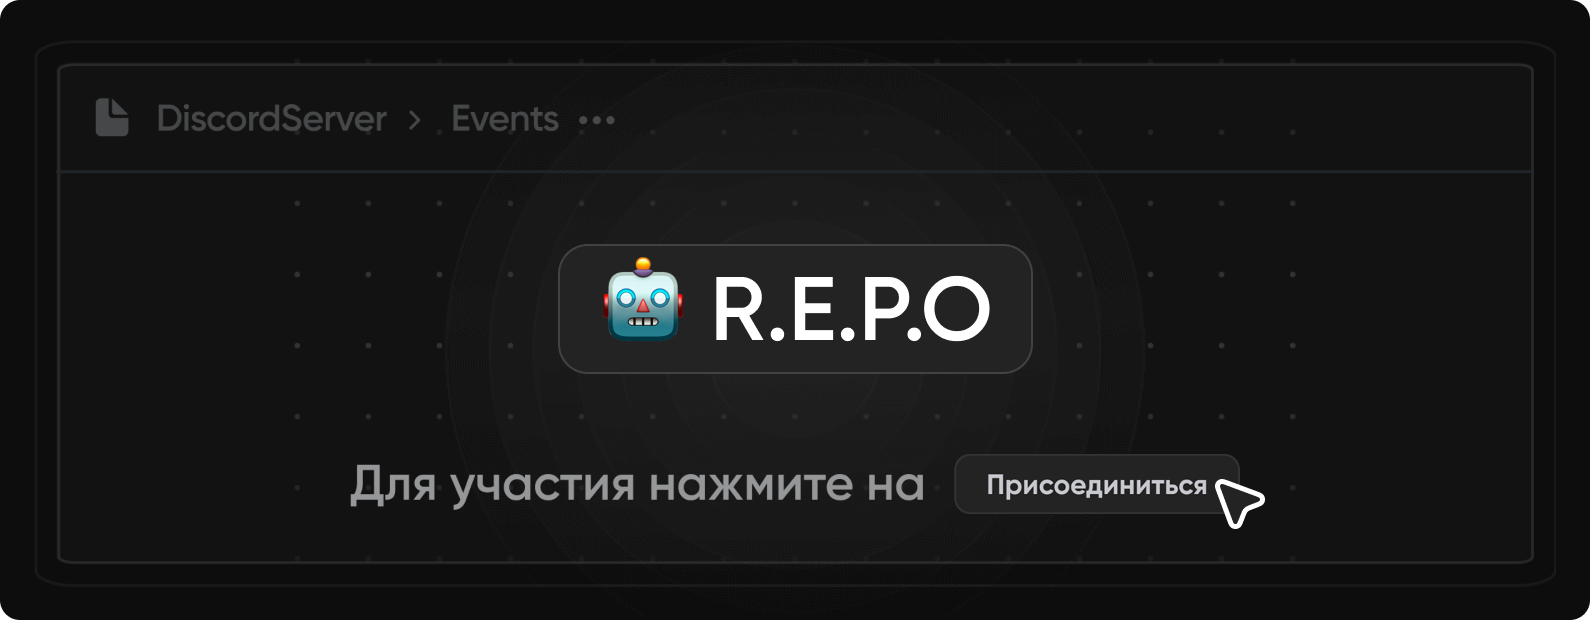 DiscordServer > Events •••
R.E.P.O
Для участия нажмите на Присоединиться